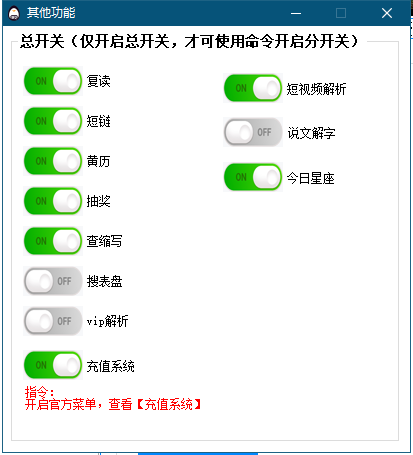 其他功能
总开关（仅开启总开关，才可使用命令开启分开关）
ON 复读
ON 短链
ON 黄历
ON 抽奖
ON 查缩写
OFF 搜表盘
OFF vip解析
ON 充值系统
ON 短视频解析
OFF 说文解字
ON 今日星座
指令:
开启官方菜单，查看【充值系统】